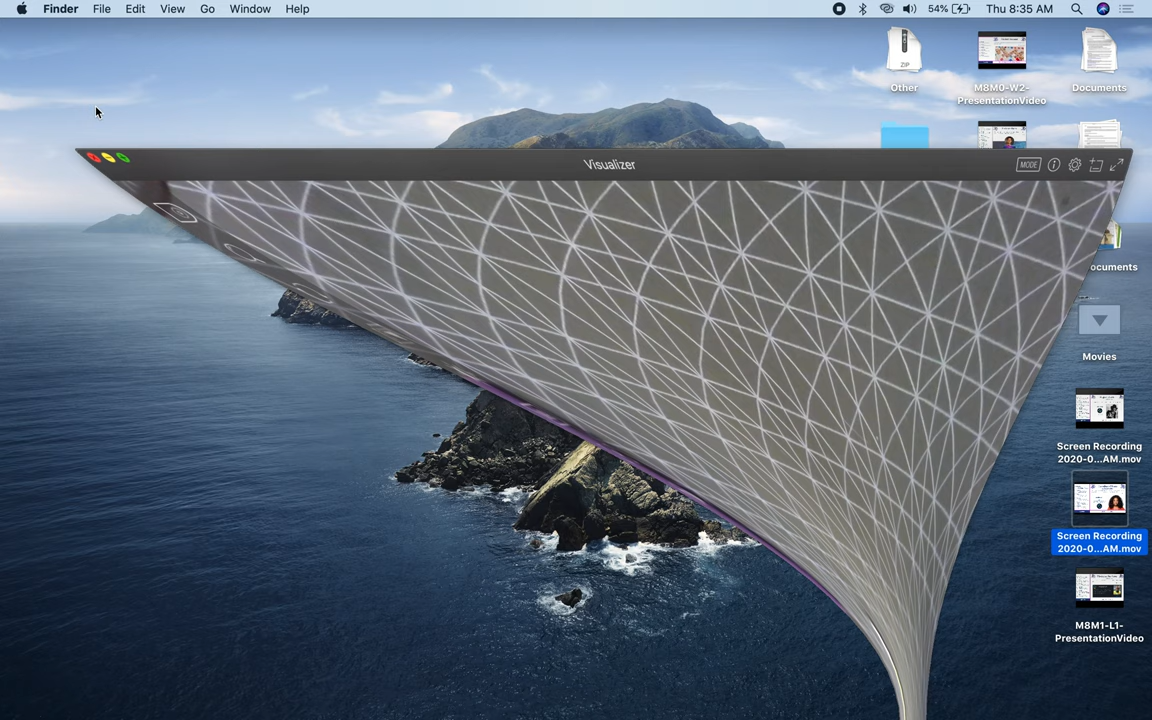 Finder File Edit View Go Window Help 54% Thu 8:35 AM
ZIP
Other
M8M0-W2-
PresentationVideo
Documents
Visualizer
MODE
ocuments
Movies
Screen Recording
2020-0...AM.mov
Screen Recording
2020-0...AM.mov
M8M1-L1-
PresentationVideo